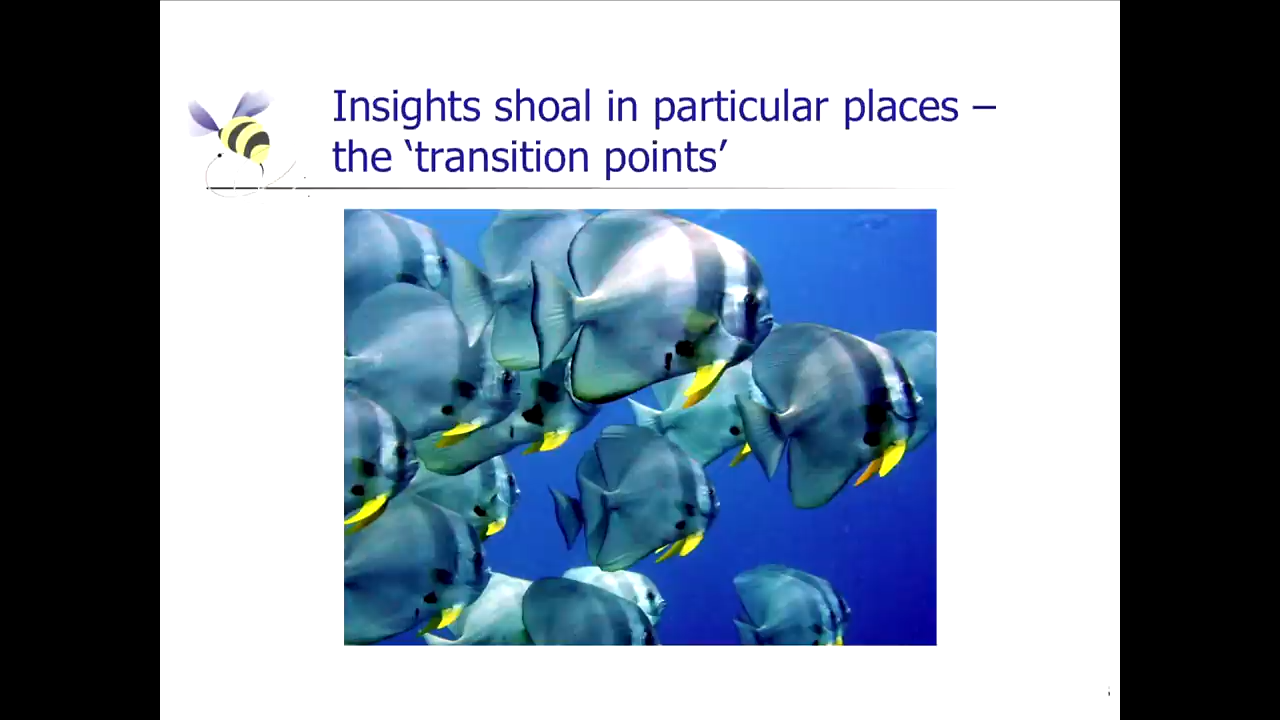 Insights shoal in particular places –
the ‘transition points’